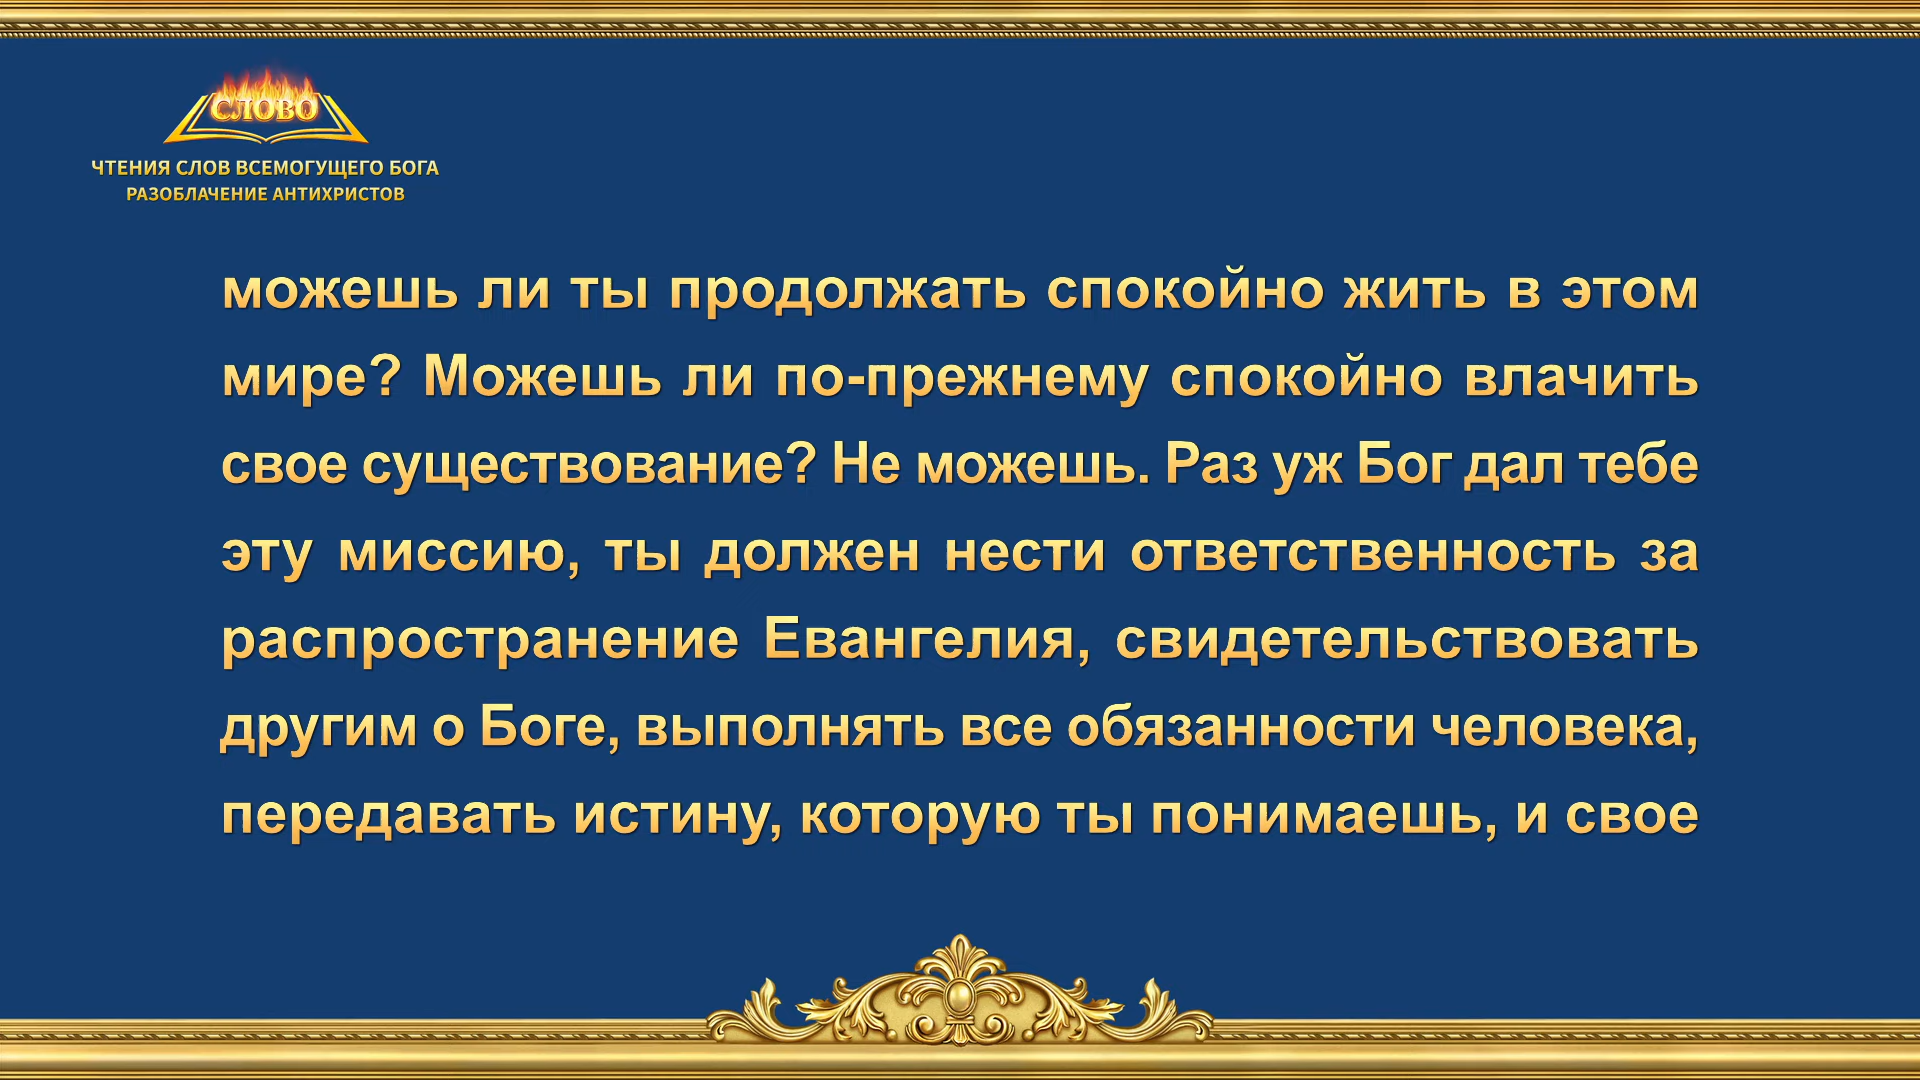 СЛОВО
ЧТЕНИЯ СЛОВ ВСЕМОГУЩЕГО БОГА
РАЗОБЛАЧЕНИЕ АНТИХРИСТОВ
можешь ли ты продолжать спокойно жить в этом
мире? Можешь ли по-прежнему спокойно влачить
свое существование? Не можешь. Раз уж Бог дал тебе
эту миссию, ты должен нести ответственность за
распространение Евангелия, свидетельствовать
другим о Боге, выполнять все обязанности человека,
передавать истину, которую ты понимаешь, и свое